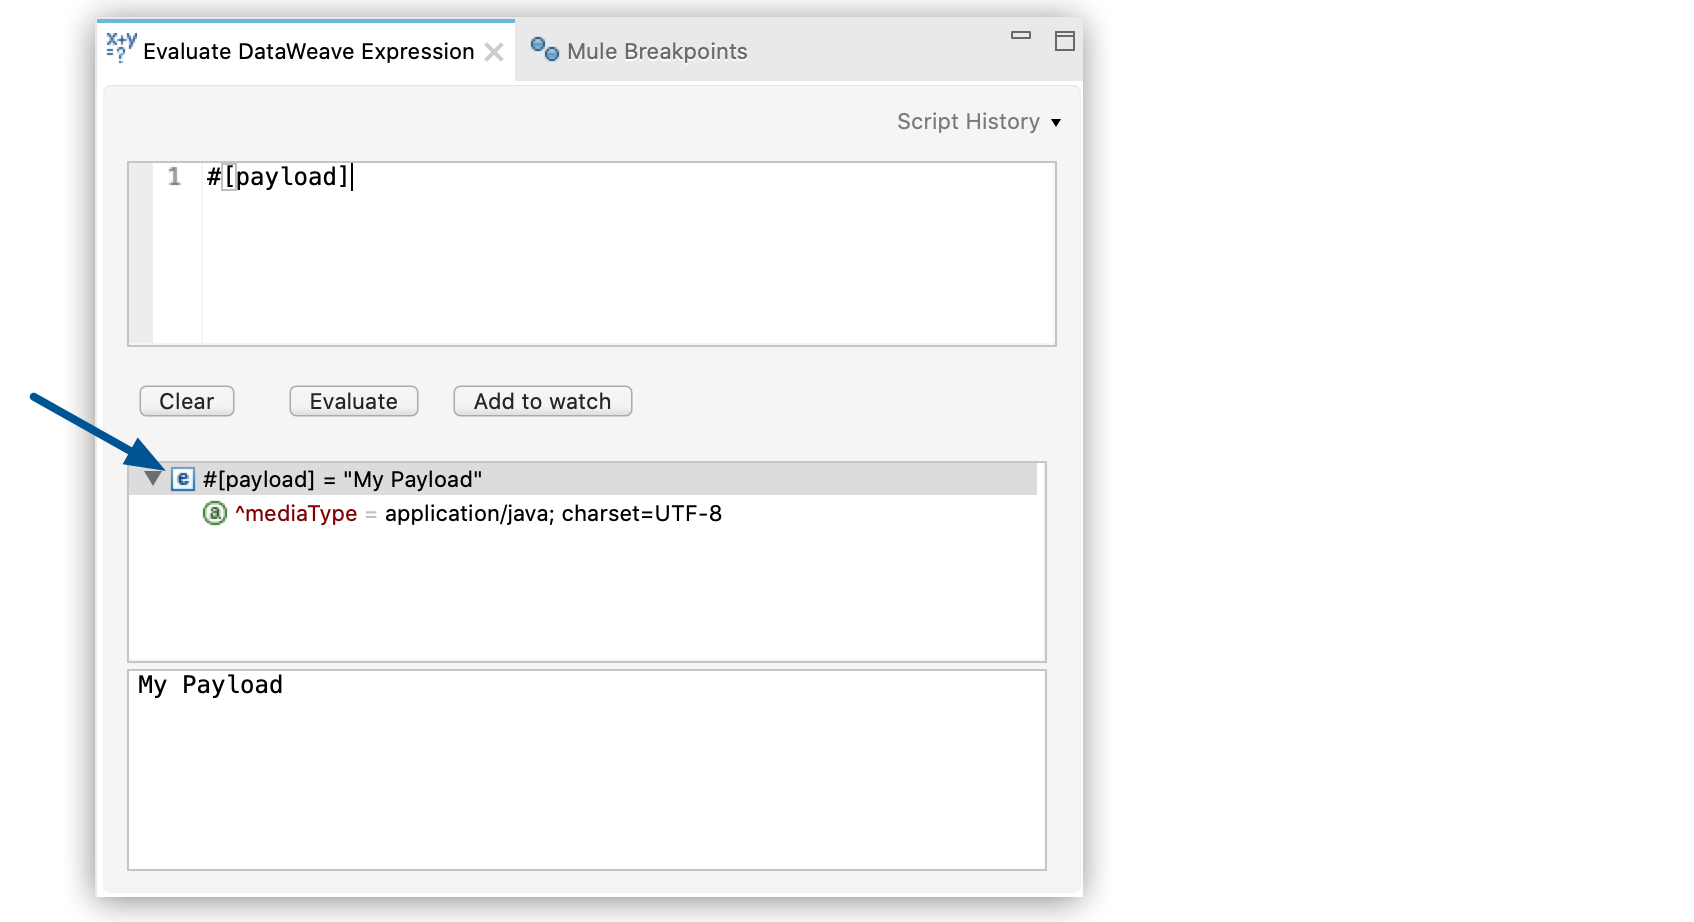 Evaluate DataWeave Expression
Mule Breakpoints
Script History
1 #[payload]
Clear Evaluate Add to watch
#[payload] = "My Payload"
^mediaType = application/java; charset=UTF-8
My Payload